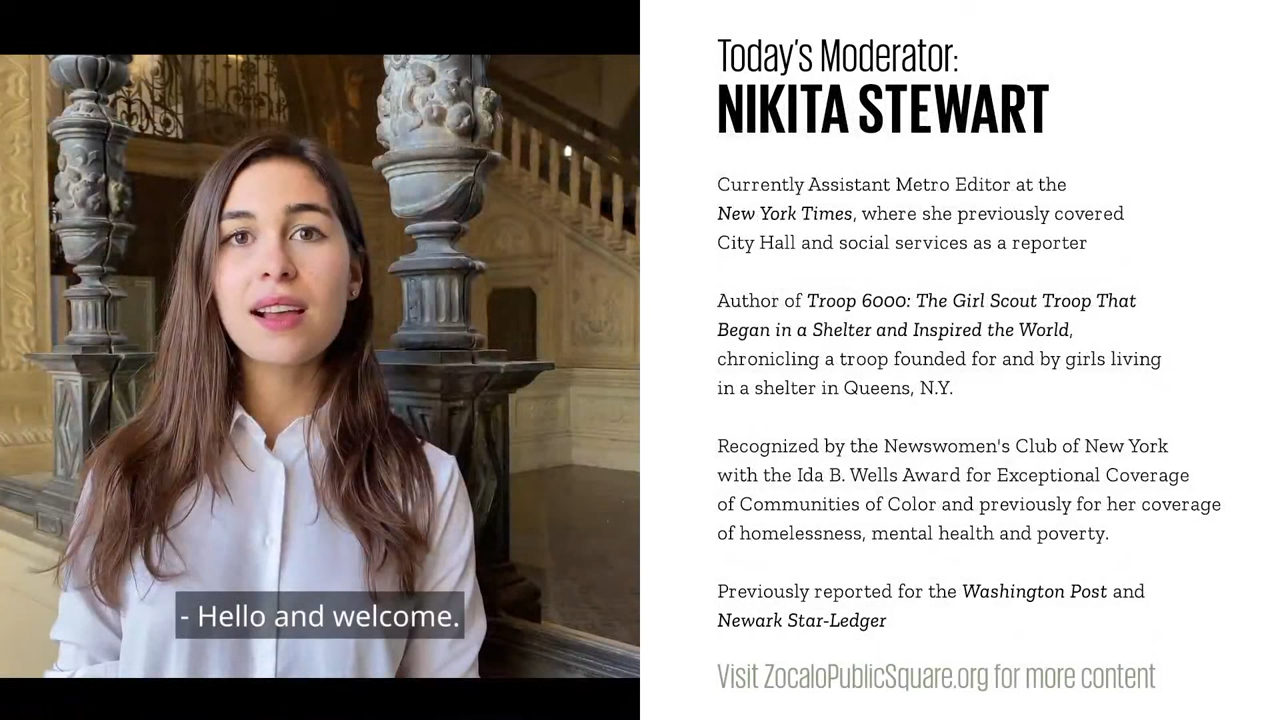 - Hello and welcome.
Today's Moderator:
NIKITA STEWART
Currently Assistant Metro Editor at the
New York Times, where she previously covered
City Hall and social services as a reporter
Author of Troop 6000: The Girl Scout Troop That
Began in a Shelter and Inspired the World,
chronicling a troop founded for and by girls living
in a shelter in Queens, N.Y.
Recognized by the Newswomen's Club of New York
with the Ida B. Wells Award for Exceptional Coverage
of Communities of Color and previously for her coverage
of homelessness, mental health and poverty.
Previously reported for the Washington Post and
Newark Star-Ledger
Visit ZocaloPublicSquare.org for more content